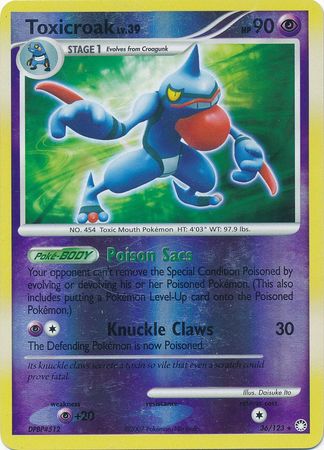 Toxicroak LV.39 HP 90
STAGE 1 Evolves from Croagunk
NO. 454 Toxic Mouth Pokémon HT: 4'03" WT: 97.9 lbs.
Poké-BODY Poison Sacs
Your opponent can't remove the Special Condition Poisoned by
evolving or devolving his or her Poisoned Pokémon. (This also
includes putting a Pokémon Level-Up card onto the Poisoned
Pokémon.)
Knuckle Claws 30
The Defending Pokémon is now Poisoned.
Its knuckle claws secrete a toxin so vile that even a scratch could
prove fatal.
Illus. Daisuke Ito
weakness resistance retreat cost
+20
DPBP#512 ©2007 Pokémon/Nintendo 36/123